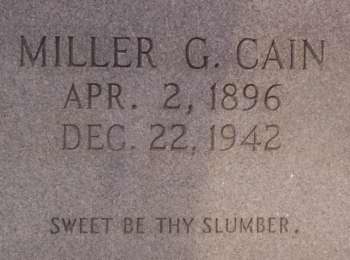 MILLER G. CAIN
APR. 2, 1896
DEC. 22, 1942
SWEET BE THY SLUMBER.